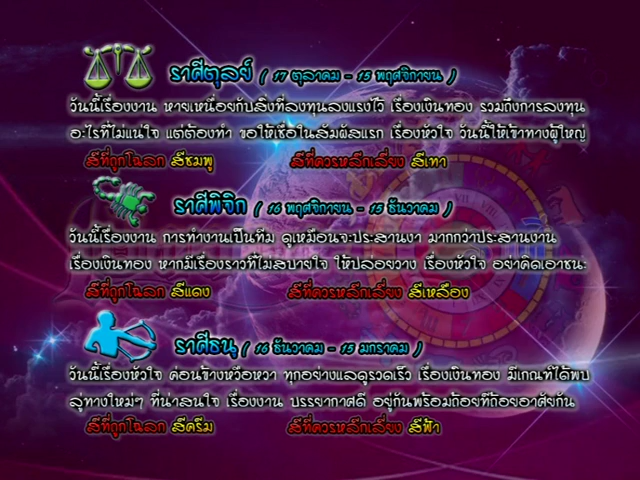 ราศีตุลย์ ( 17 ตุลาคม - 15 พฤศจิกายน )
วันนี้เรื่องงาน หายเหนื่อยกับสิ่งที่ลงทุนลงแรงไว้ เรื่องเงินทอง รวมถึงการลงทุน
อะไรที่ไม่แน่ใจ แต่ต้องทำ ขอให้เชื่อในสัมผัสแรก เรื่องหัวใจ วันนี้ให้เข้าทางผู้ใหญ่
สีที่ถูกโฉลก สีชมพู สีที่ควรหลีกเลี่ยง สีเทา
ราศีพิจิก ( 16 พฤศจิกายน - 15 ธันวาคม )
วันนี้เรื่องงาน การทำงานเป็นทีม ดูเหมือนจะประสานงา มากกว่าประสานงาน
เรื่องเงินทอง หากมีเรื่องราวที่ไม่สบายใจ ให้ปล่อยวาง เรื่องหัวใจ อย่าคิดเอาชนะ
สีที่ถูกโฉลก สีแดง สีที่ควรหลีกเลี่ยง สีเหลือง
ราศีธนู ( 16 ธันวาคม - 15 มกราคม )
วันนี้เรื่องหัวใจ ค่อนข้างหวือหวา ทุกอย่างแลดูรวดเร็ว เรื่องเงินทอง มีเกณฑ์ได้พบ
ลู่ทางใหม่ๆ ที่น่าสนใจ เรื่องงาน บรรยากาศดี อยู่กันพร้อมถ้อยทีถ้อยอาศัยกัน
สีที่ถูกโฉลก สีครีม สีที่ควรหลีกเลี่ยง สีฟ้า